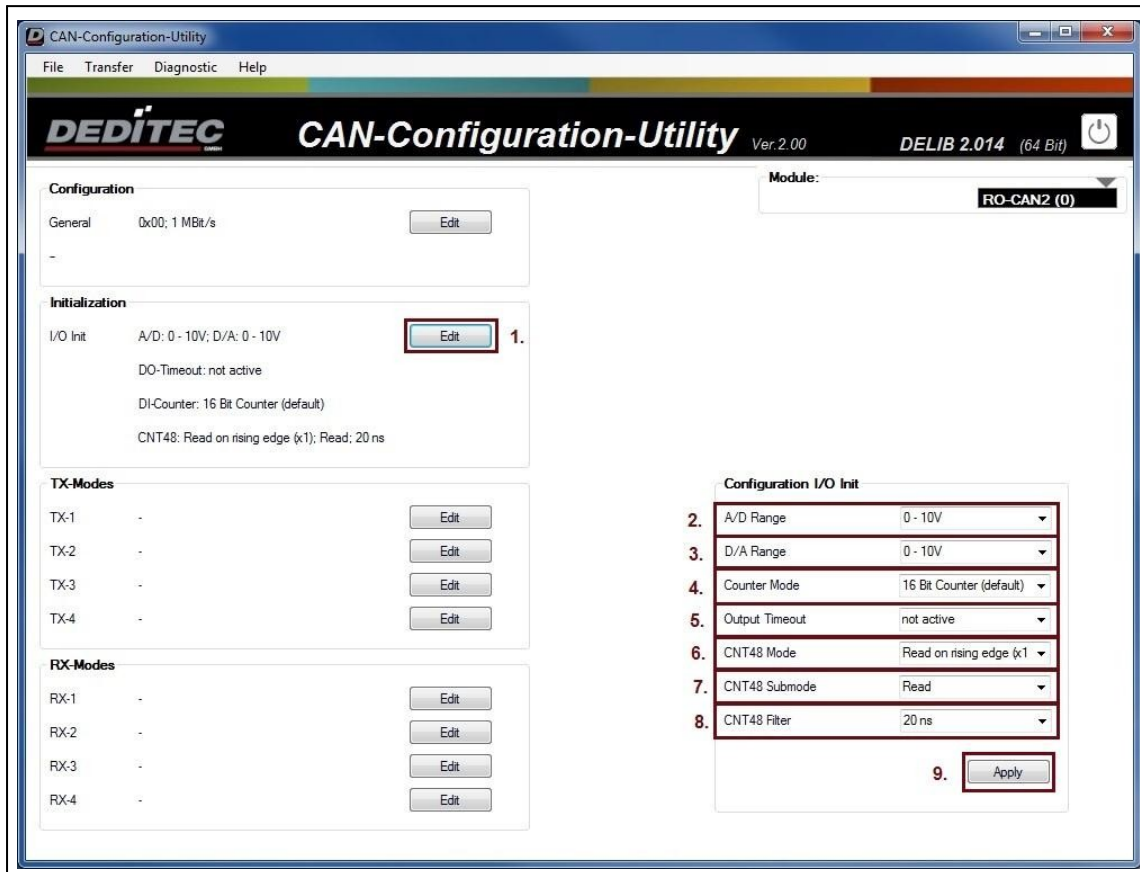 CAN-Configuration-Utility
File Transfer Diagnostic Help
DEDITEC
GMBH
CAN-Configuration-Utility Ver.2.00
DELIB 2.014 (64 Bit)
Module:
RO-CAN2 (0)
Configuration
General 0x00; 1 MBit/s Edit
-
Initialization
I/O Init A/D: 0 - 10V; D/A: 0 - 10V Edit 1.
DO-Timeout: not active
DI-Counter: 16 Bit Counter (default)
CNT48: Read on rising edge (x1); Read; 20 ns
TX-Modes
TX-1 - Edit
TX-2 - Edit
TX-3 - Edit
TX-4 - Edit
RX-Modes
RX-1 - Edit
RX-2 - Edit
RX-3 - Edit
RX-4 - Edit
Configuration I/O Init
2. A/D Range 0 - 10V
3. D/A Range 0 - 10V
4. Counter Mode 16 Bit Counter (default)
5. Output Timeout not active
6. CNT48 Mode Read on rising edge (x1
7. CNT48 Submode Read
8. CNT48 Filter 20 ns
9. Apply